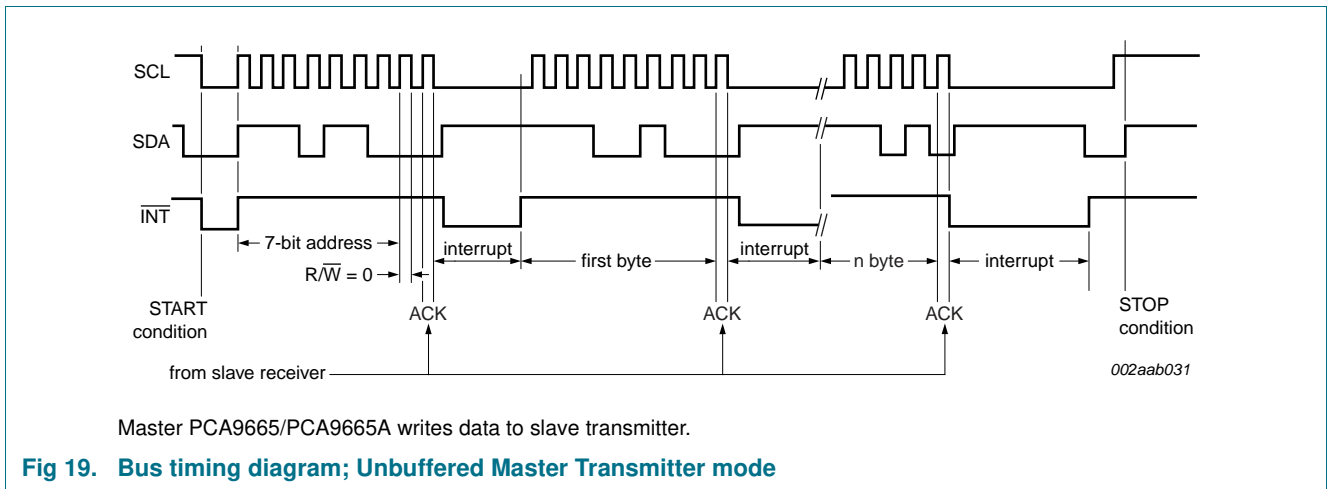 SCL
SDA
INT
7-bit address
interrupt
first byte
interrupt
n byte
interrupt
R/W = 0
START
condition
ACK
ACK
ACK
STOP
condition
from slave receiver
002aab031
Master PCA9665/PCA9665A writes data to slave transmitter.
Fig 19. Bus timing diagram; Unbuffered Master Transmitter mode